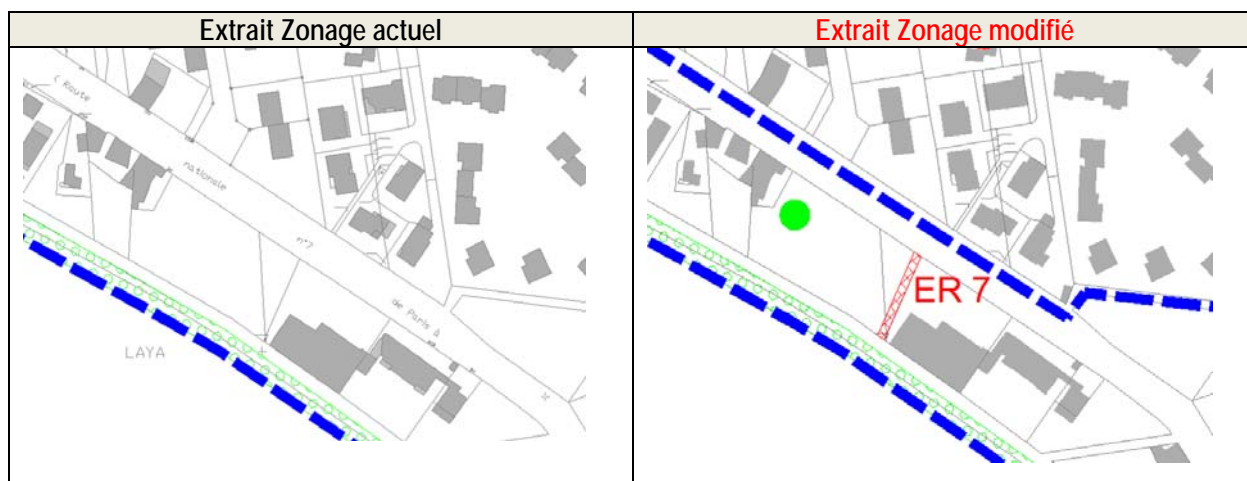 Extrait Zonage actuel
Extrait Zonage modifié
Route
nationale
n°7
de Paris à
LAYA
ER 7